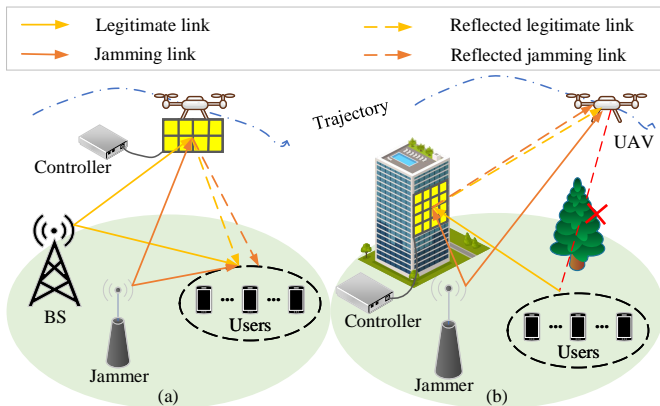 Legitimate link
Reflected legitimate link
Jamming link
Reflected jamming link
Trajectory
UAV
Controller
BS
Users
Jammer
(a)
Controller
Users
Jammer
(b)